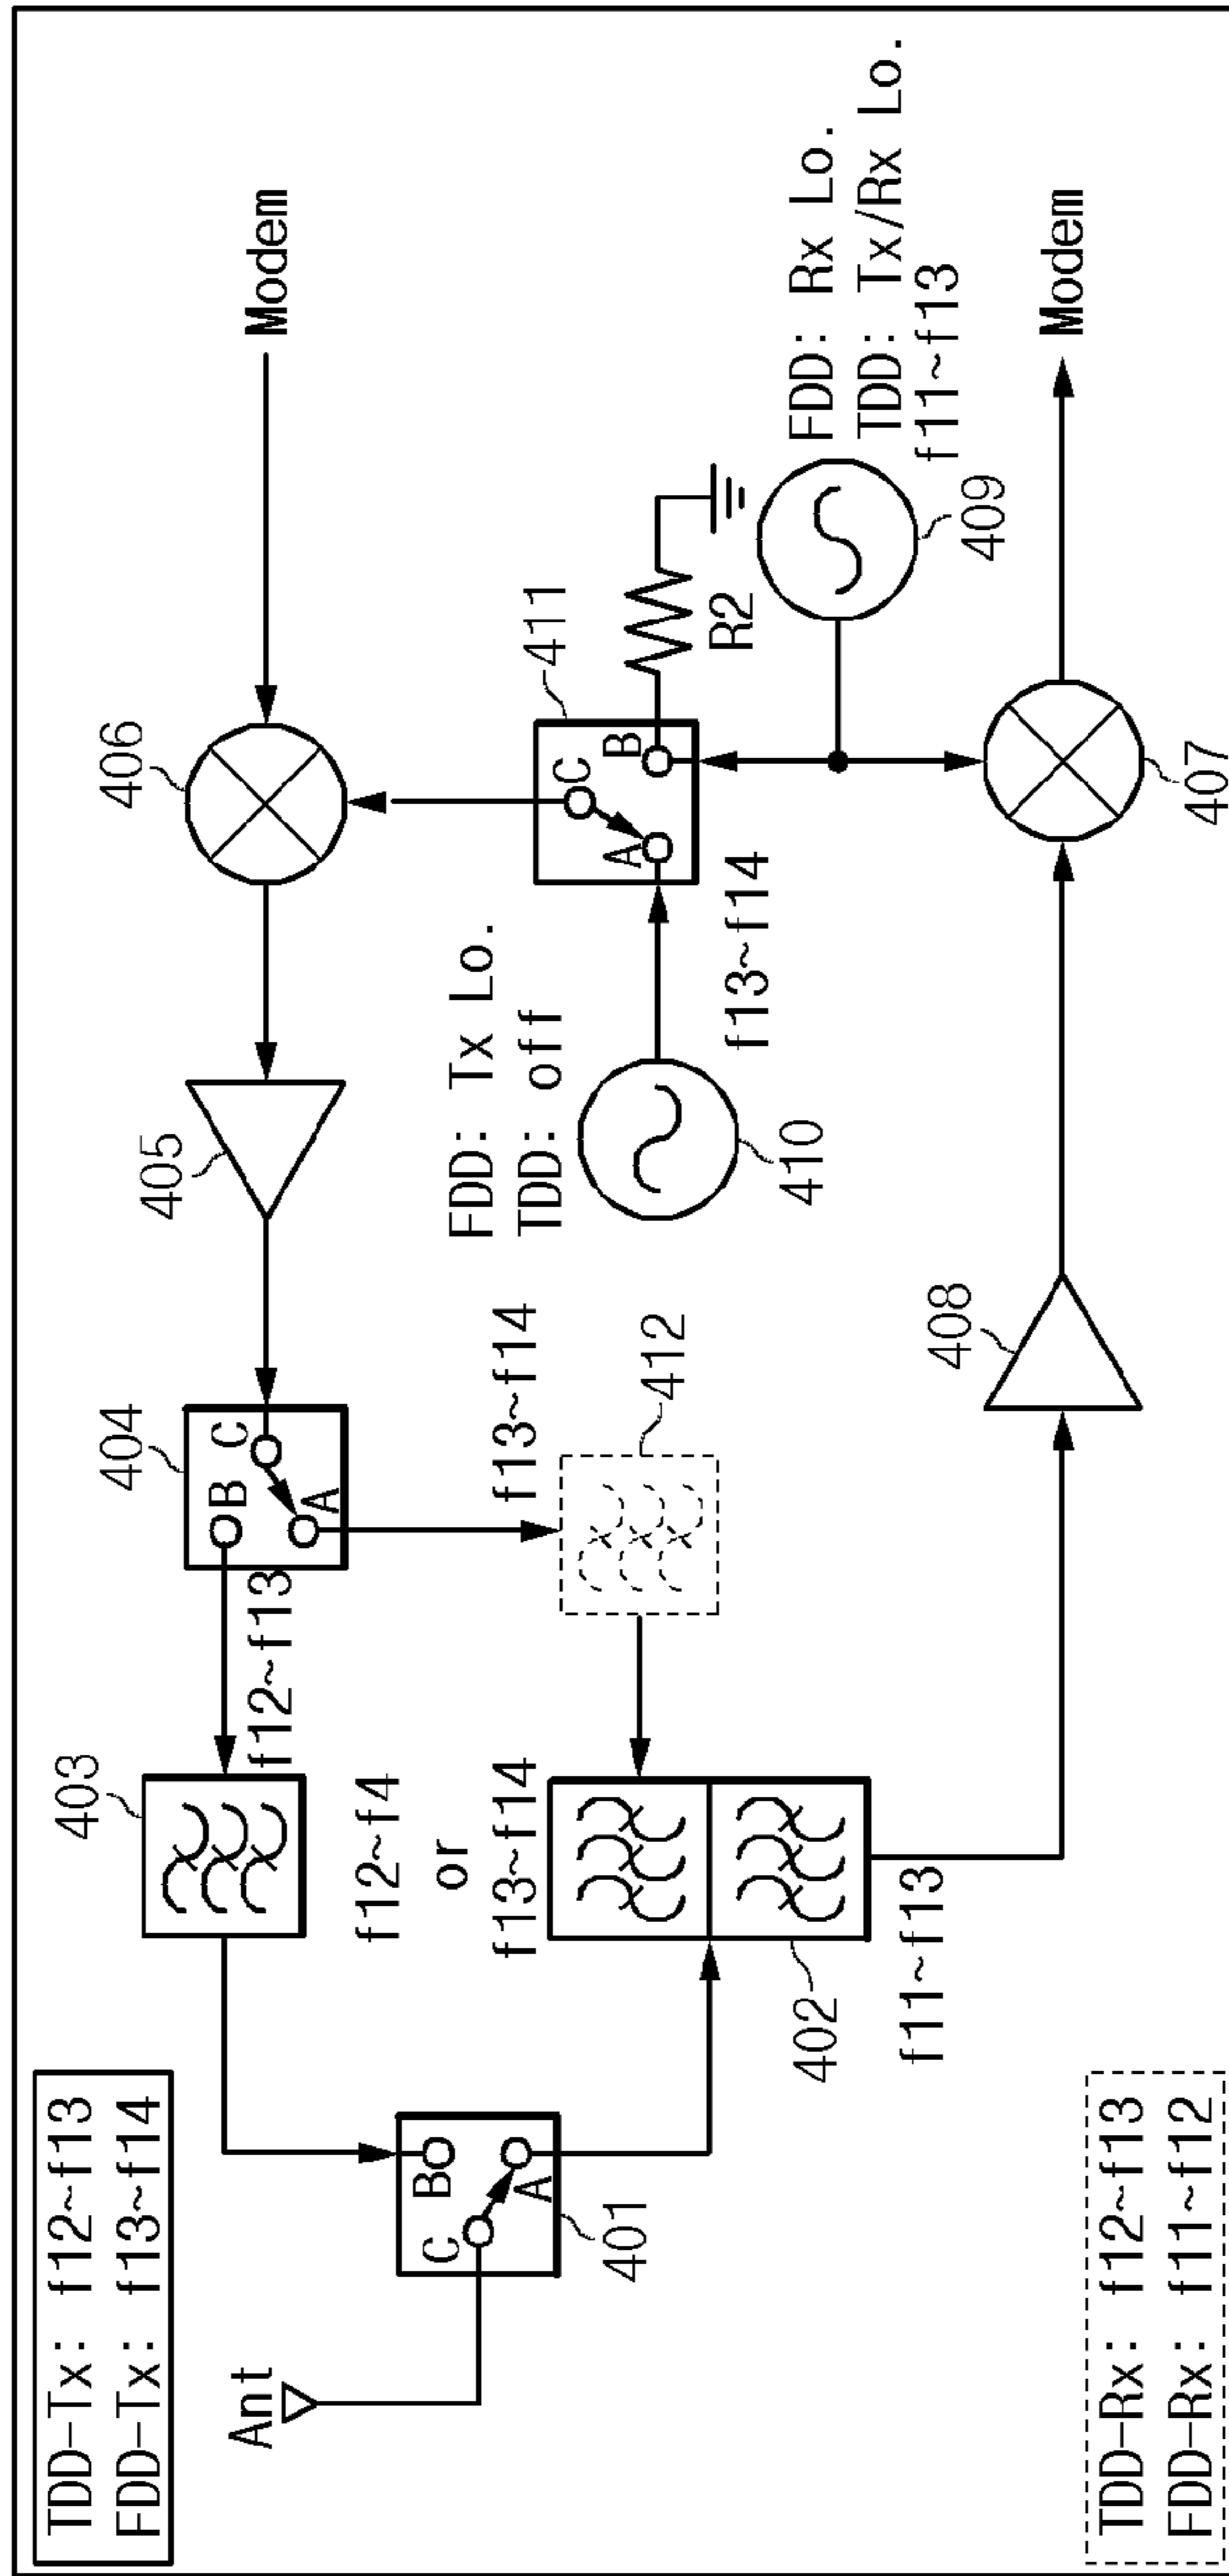 TDD-Tx: f12~f13
FDD-Tx: f13~f14
Ant
C
B
A
401
403
f12~f13
f12~f4
or
f13~f14
402
f11~f13
404
B
C
A
f13~f14
412
405
408
FDD: Tx Lo.
TDD: off
410
f13~f14
406
Modem
411
C
A
B
R2
409
FDD: Rx Lo.
TDD: Tx/Rx Lo.
f11~f13
407
Modem
TDD-Rx: f12~f13
FDD-Rx: f11~f12